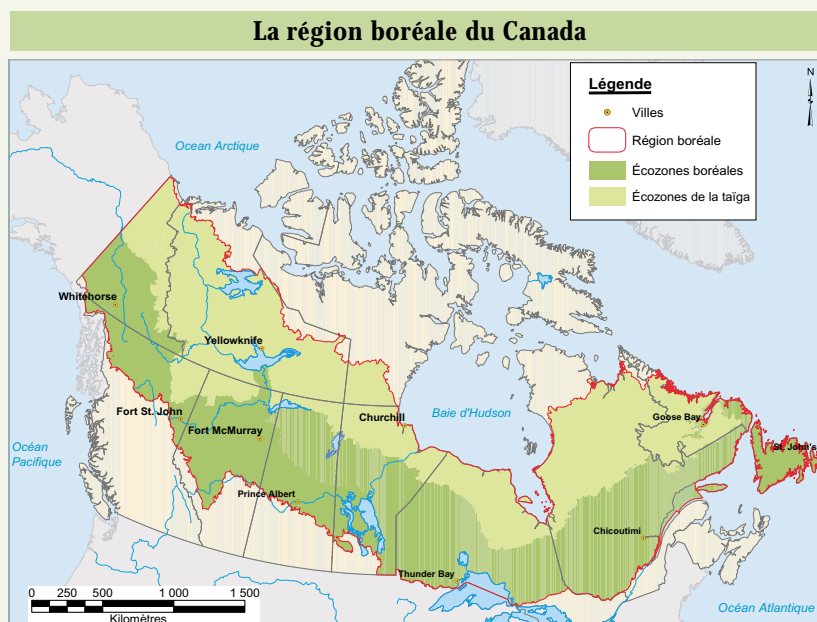 La région boréale du Canada
Légende
Villes
Région boréale
Écozones boréales
Écozones de la taïga
N
Ocean Arctique
Whitehorse
Yellowknife
Fort St. John
Fort McMurray
Churchill
Baie d'Hudson
Goose Bay
St. John's
Océan
Pacifique
Prince Albert
Chicoutimi
Thunder Bay
0 250 500 1 000 1 500
Kilomètres
Océan Atlantique